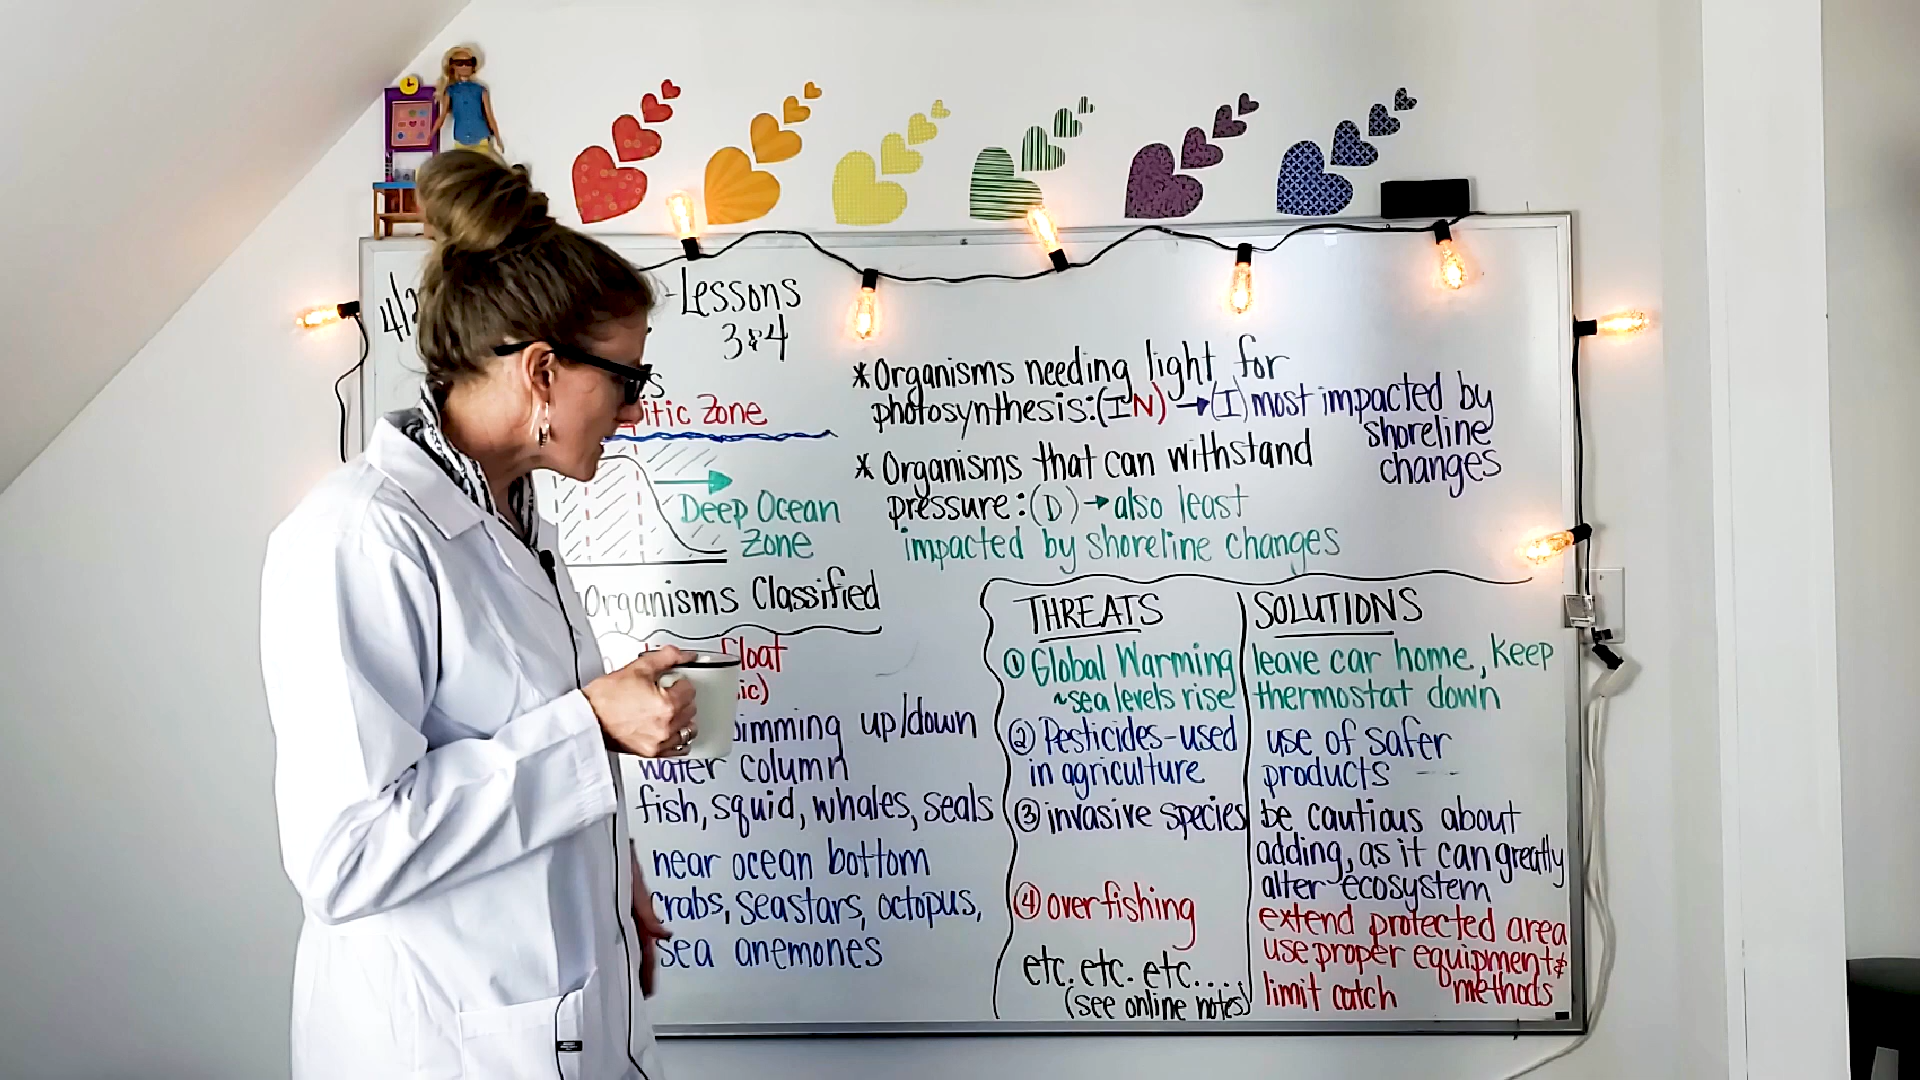 -Lessons
3&4
Zone
Deep Ocean
Zone
Organisms Classified
float
swimming up/down
water column
fish, squid, whales, seals
near ocean bottom
crabs, seastars, octopus,
sea anemones
*Organisms needing light for
photosynthesis:(IN)→(I)most impacted by
shoreline
changes
* Organisms that can withstand
pressure:(D)→also least
impacted by shoreline changes
THREATS
① Global Warming
~sea levels rise
② Pesticides-used
in agriculture
③ invasive species
④ overfishing
etc. etc. etc....
(see online notes)
SOLUTIONS
leave car home, keep
thermostat down
use of safer
products
be cautious about
adding, as it can greatly
alter ecosystem
extend protected area
use proper equipment &
methods
limit catch